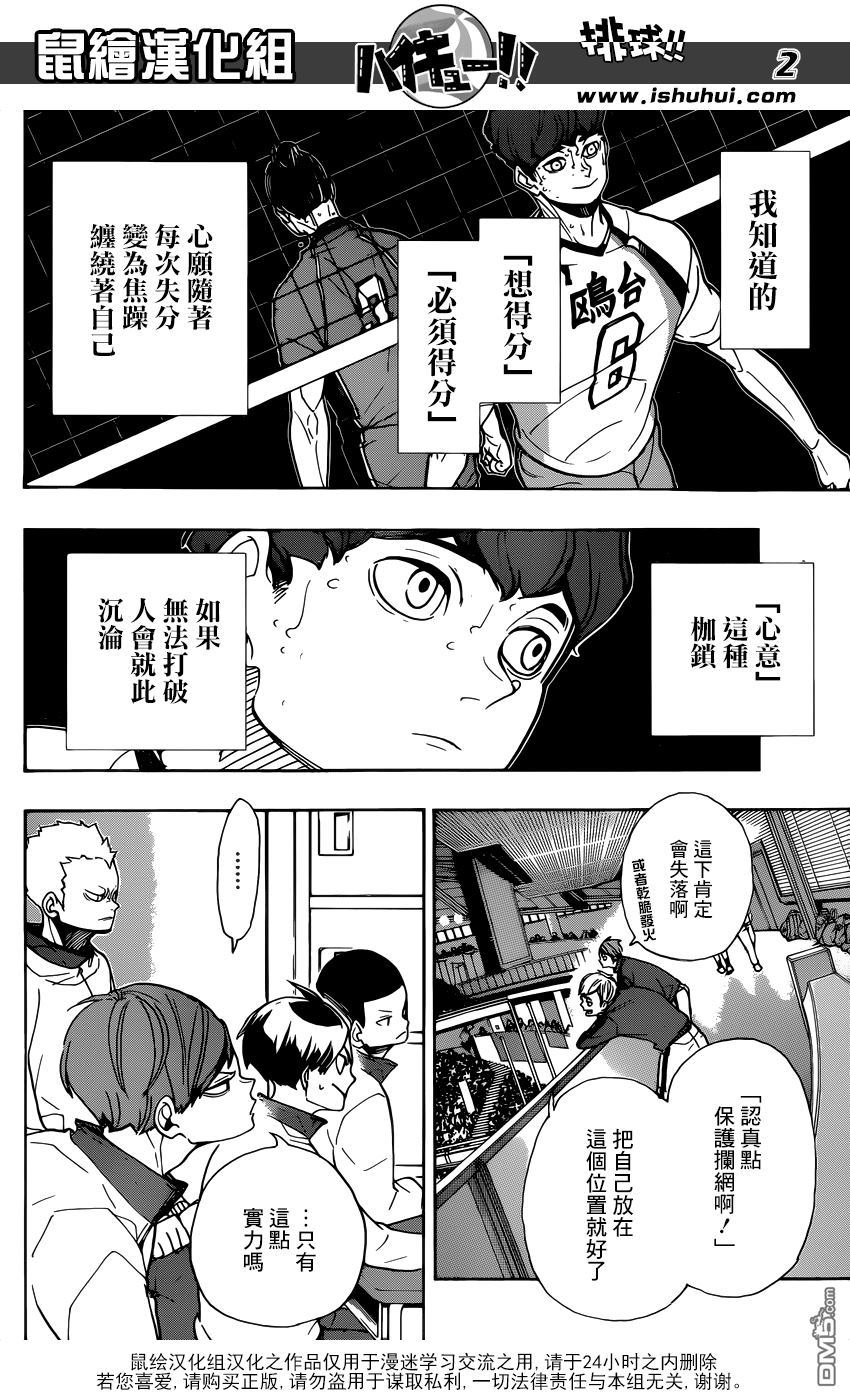 鼠繪漢化組
ハイキュー!!
排球!!
2
www.ishuhui.com
我知道的
「想得分」
「必須得分」
心願隨著
每次失分
變為焦躁
纏繞著自己
鷗台
8
「心意」
這種
枷鎖
如果
無法打破
人會就此
沉淪
這下肯定
會失落啊
或者乾脆發火
「認真點
保護攔網啊！」
把自己放在
這個位置就好了
……
…只有
這點
實力嗎
鼠绘汉化组汉化之作品仅用于漫迷学习交流之用, 请于24小时之内删除
若您喜爱, 请购买正版, 请勿盗用于谋取私利, 一切法律责任与本组无关, 谢谢。
DM5.com